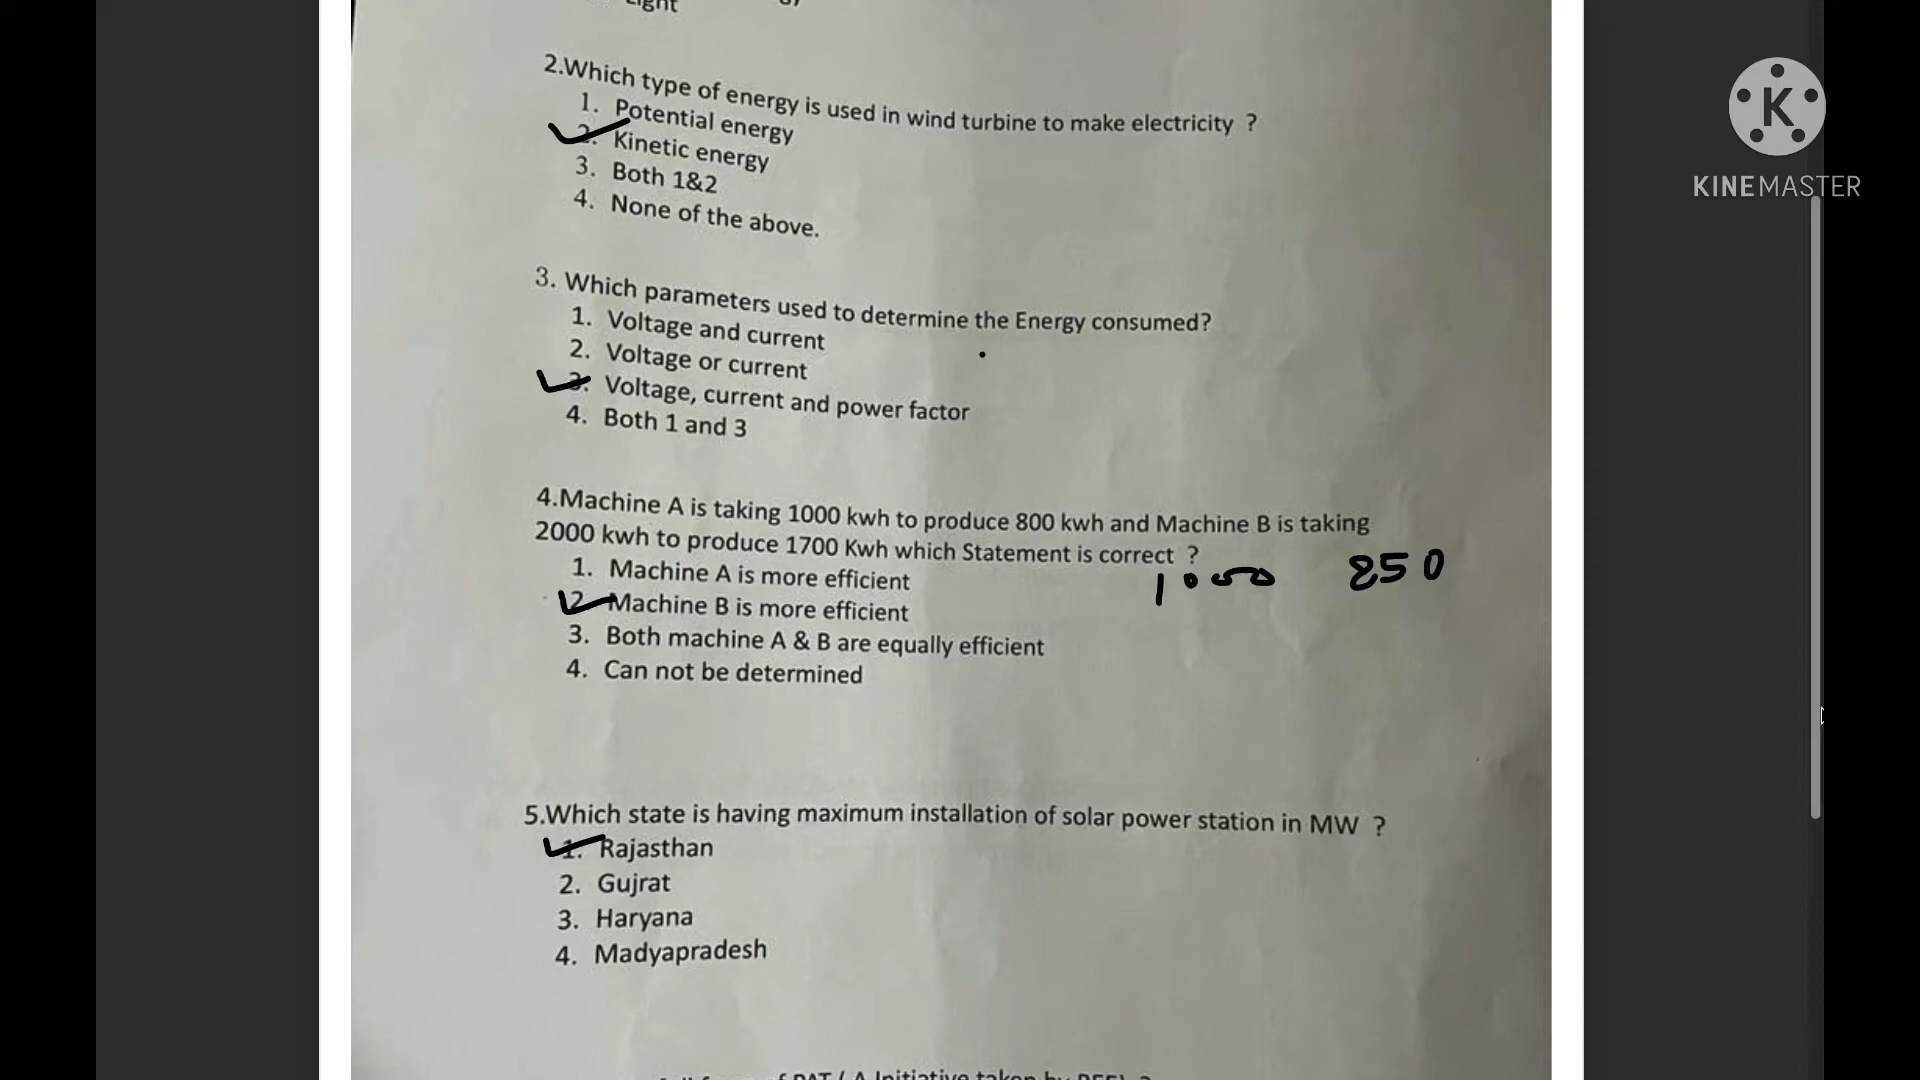 Light
2.Which type of energy is used in wind turbine to make electricity ?
1. Potential energy
2. Kinetic energy
3. Both 1&2
4. None of the above.
3. Which parameters used to determine the Energy consumed?
1. Voltage and current
2. Voltage or current
3. Voltage, current and power factor
4. Both 1 and 3
4.Machine A is taking 1000 kwh to produce 800 kwh and Machine B is taking
2000 kwh to produce 1700 Kwh which Statement is correct ?
1000 850
1. Machine A is more efficient
2. Machine B is more efficient
3. Both machine A & B are equally efficient
4. Can not be determined
5.Which state is having maximum installation of solar power station in MW ?
1. Rajasthan
2. Gujrat
3. Haryana
4. Madyapradesh
K
KINEMASTER